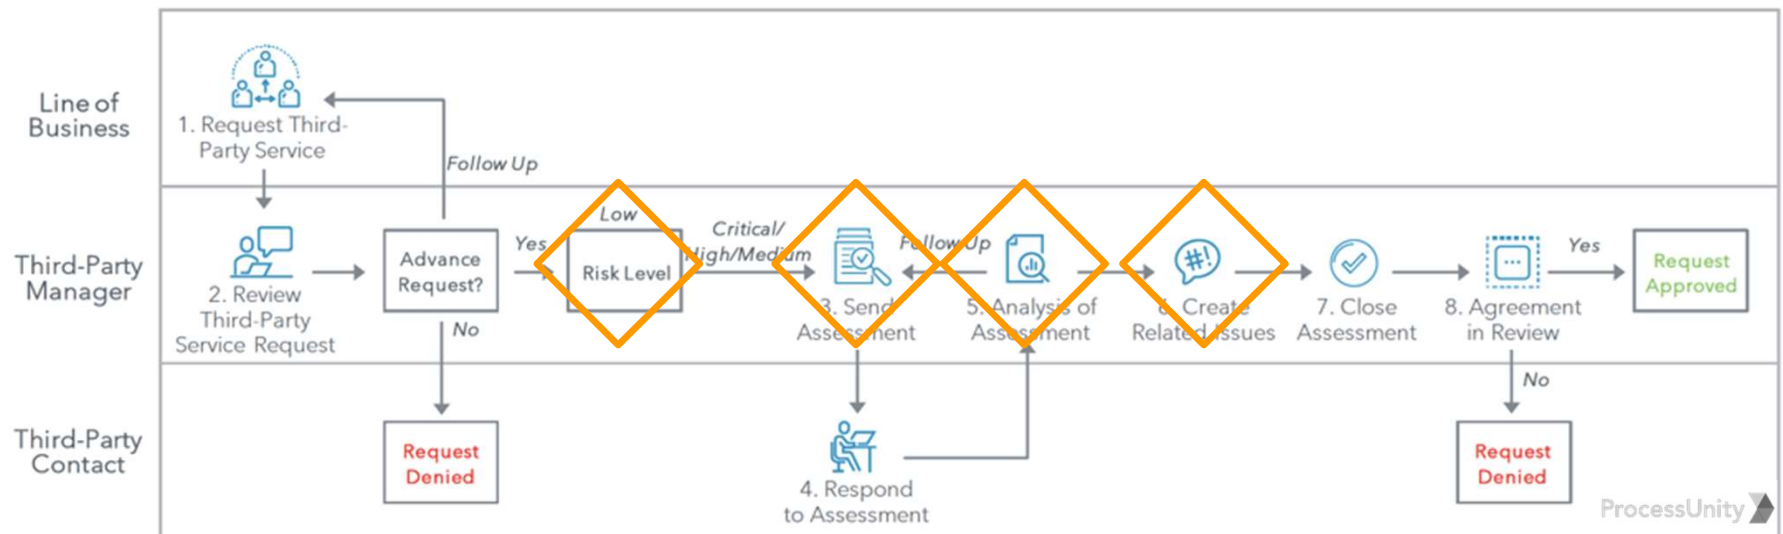 Line of
Business
1. Request Third-
Party Service
Follow Up
Third-Party
Manager
2. Review
Third-Party
Service Request
Advance
Request?
Yes
No
Low
Risk Level
Critical/
High/Medium
3. Send
Assessment
Follow Up
5. Analysis of
Assessment
#!
6. Create
Related Issues
7. Close
Assessment
8. Agreement
in Review
Yes
No
Request
Approved
Third-Party
Contact
Request
Denied
4. Respond
to Assessment
Request
Denied
ProcessUnity